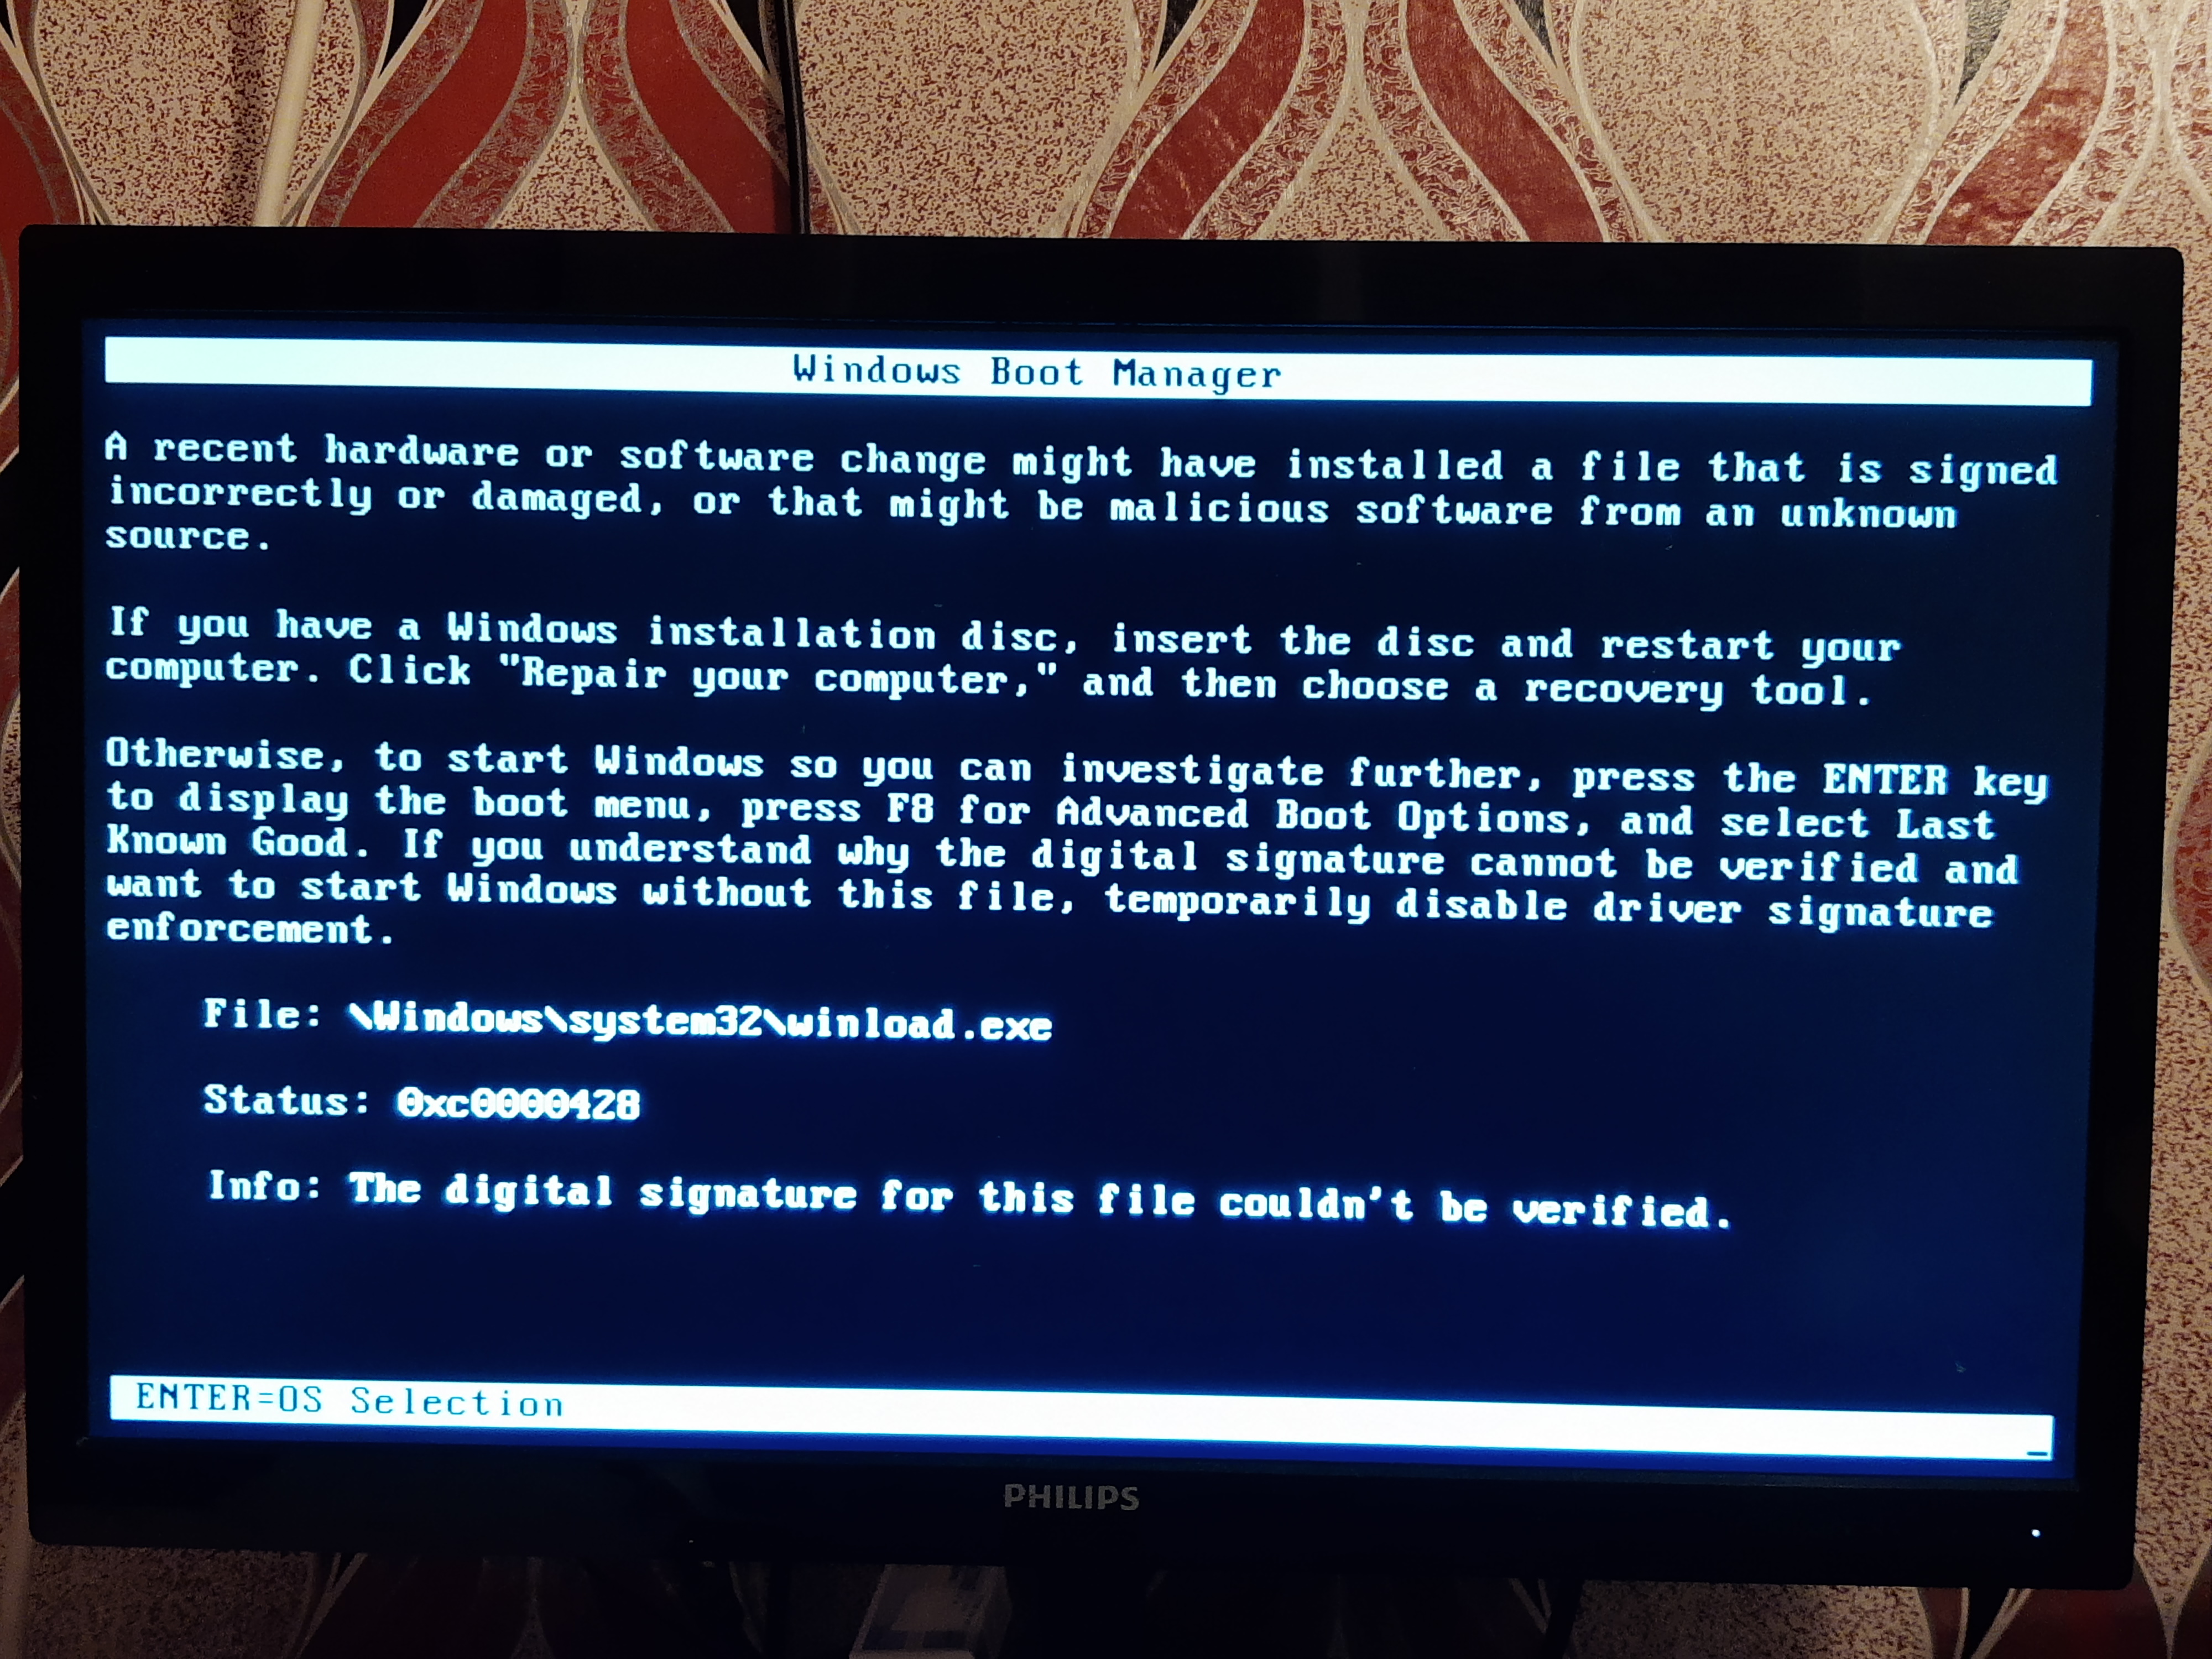 Windows Boot Manager
A recent hardware or software change might have installed a file that is signed
incorrectly or damaged, or that might be malicious software from an unknown
source.
If you have a Windows installation disc, insert the disc and restart your
computer. Click "Repair your computer," and then choose a recovery tool.
Otherwise, to start Windows so you can investigate further, press the ENTER key
to display the boot menu, press F8 for Advanced Boot Options, and select Last
Known Good. If you understand why the digital signature cannot be verified and
want to start Windows without this file, temporarily disable driver signature
enforcement.
File: \Windows\system32\winload.exe
Status: 0xc0000428
Info: The digital signature for this file couldn't be verified.
ENTER=OS Selection
PHILIPS